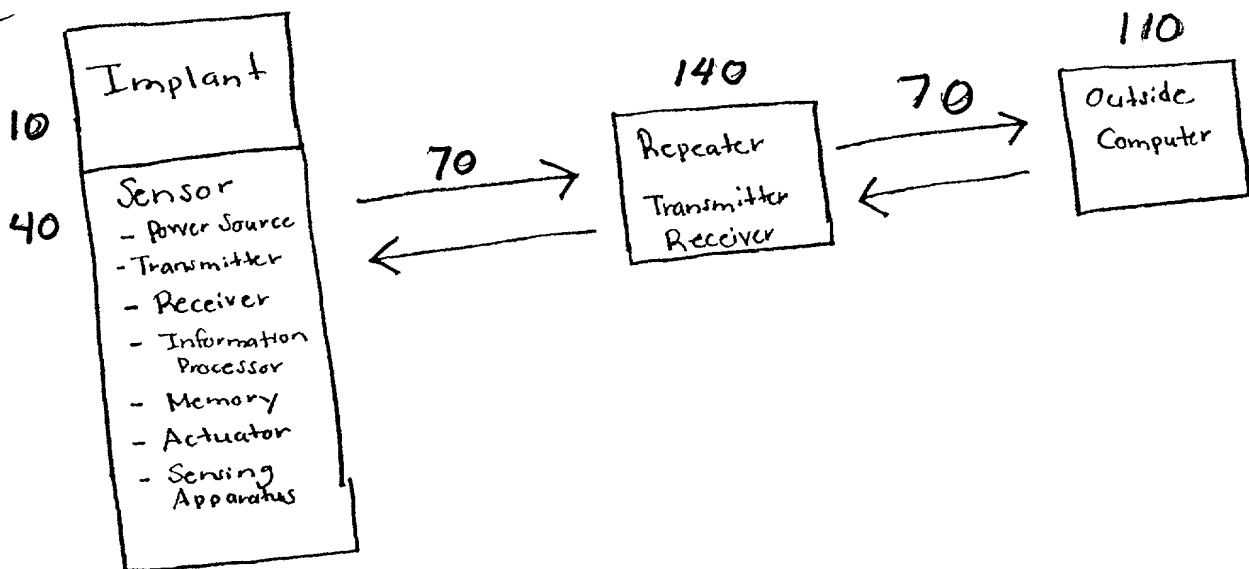 Implant
10
Sensor
40
- Power Source
- Transmitter
- Receiver
- Information
Processor
- Memory
- Actuator
- Sensing
Apparatus
70
140
Repeater
Transmitter
Receiver
70
110
Outside
Computer